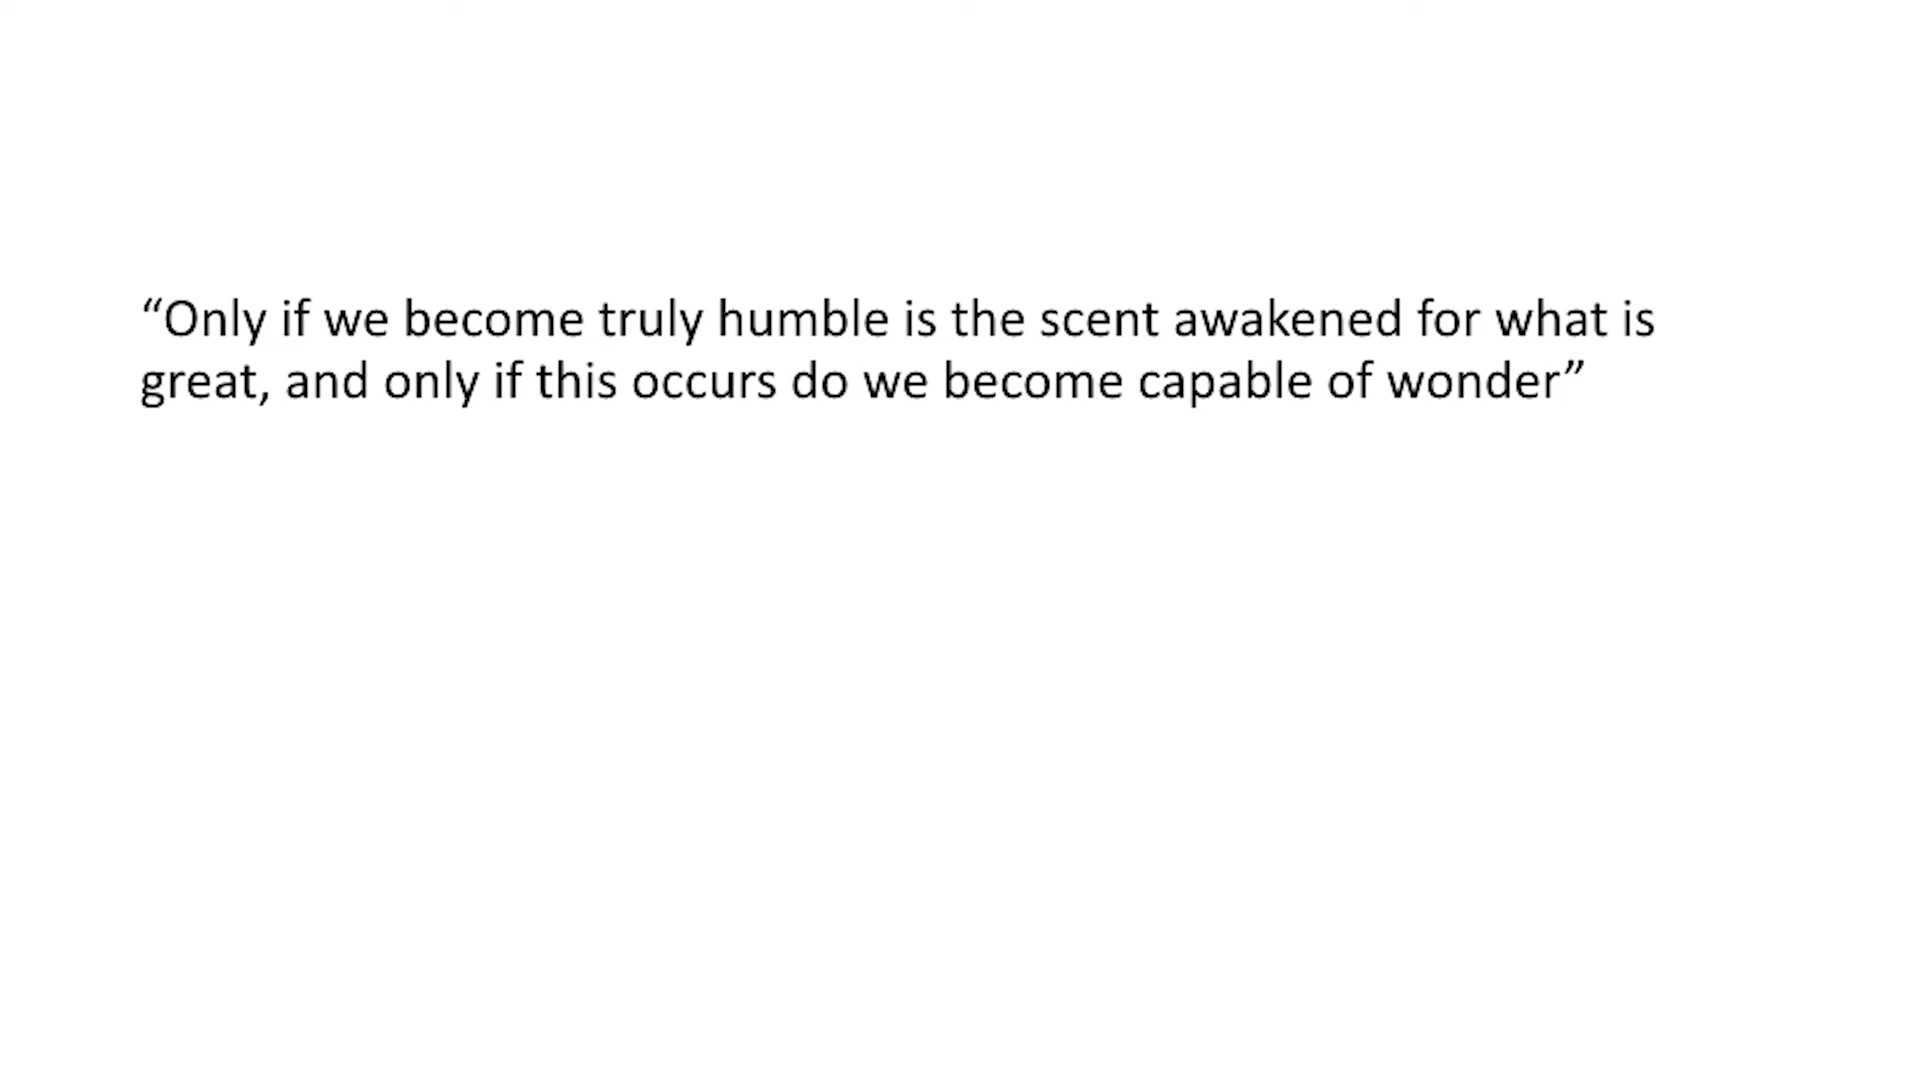 “Only if we become truly humble is the scent awakened for what is
great, and only if this occurs do we become capable of wonder”